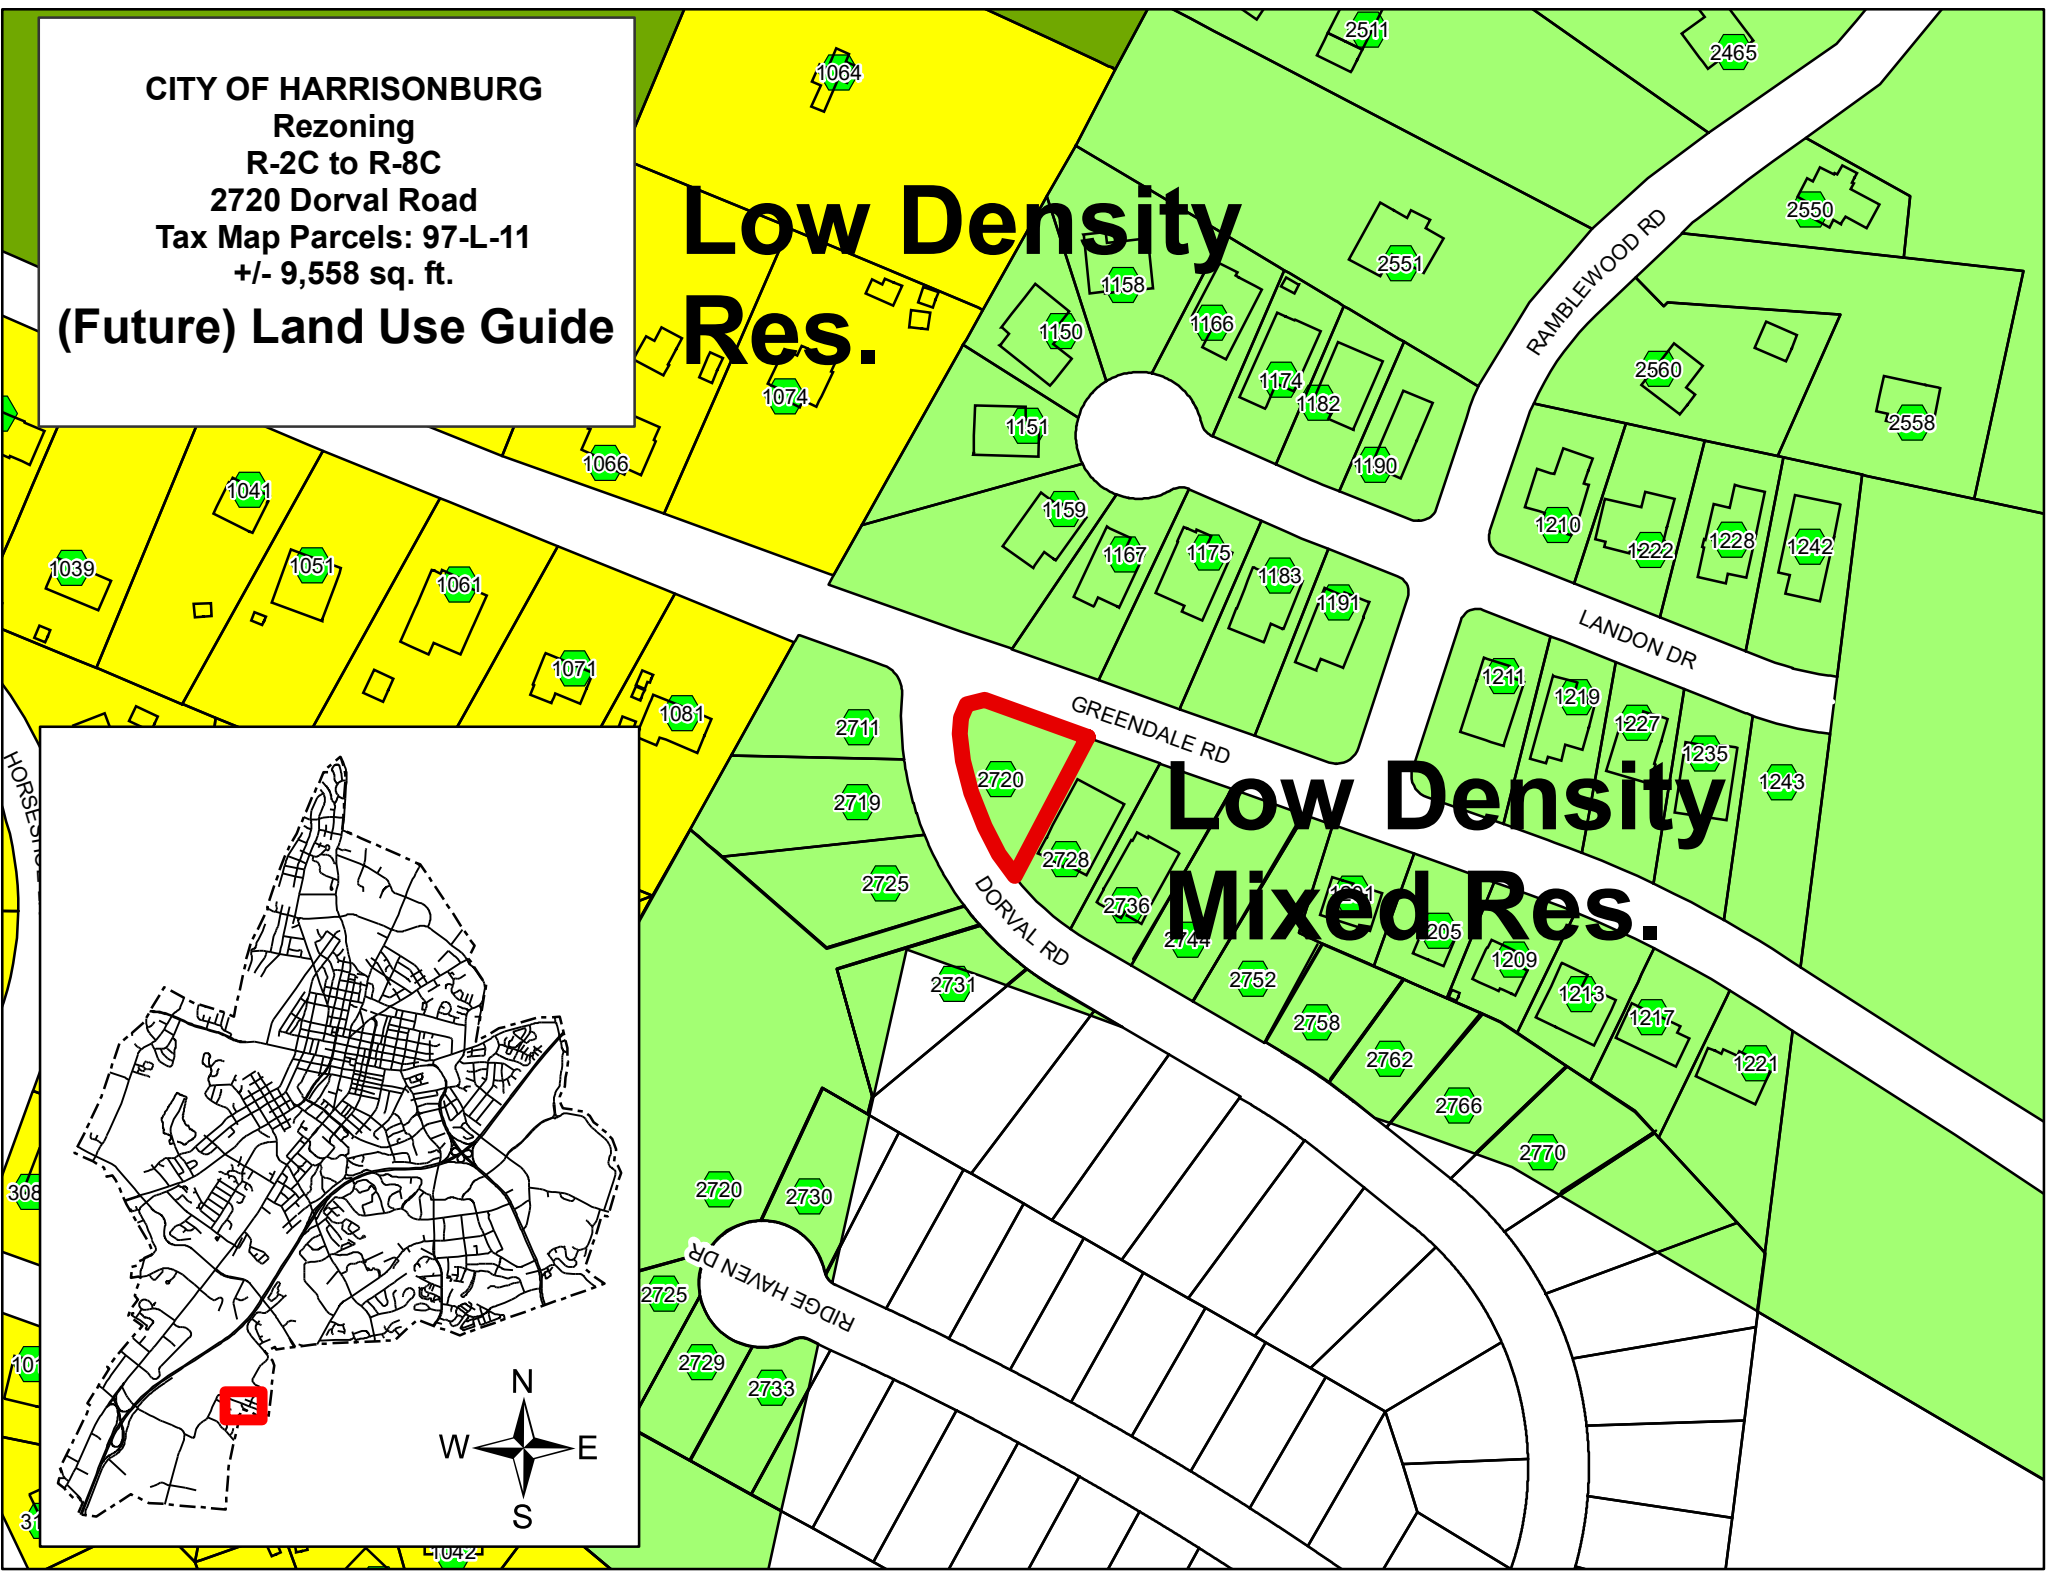 CITY OF HARRISONBURG
Rezoning
R-2C to R-8C
2720 Dorval Road
Tax Map Parcels: 97-L-11
+/- 9,558 sq. ft.
(Future) Land Use Guide
Low Density
Res.
Low Density
Mixed Res.
RAMBLEWOOD RD
LANDON DR
GREENDALE RD
DORVAL RD
RIDGE HAVEN DR
2511
2465
1064
2550
2551
1158
1150
1166
1174
1182
1190
2560
2558
1074
1066
1151
1159
1167
1175
1183
1191
1210
1222
1228
1242
1041
1039
1051
1061
1071
1081
1211
1219
1227
1235
1243
2711
2719
2725
2720
2728
2736
2744
2752
2731
2758
2762
2766
2770
1209
1213
1217
1221
2720
2730
2725
2729
2733
1042
N
W
E
S